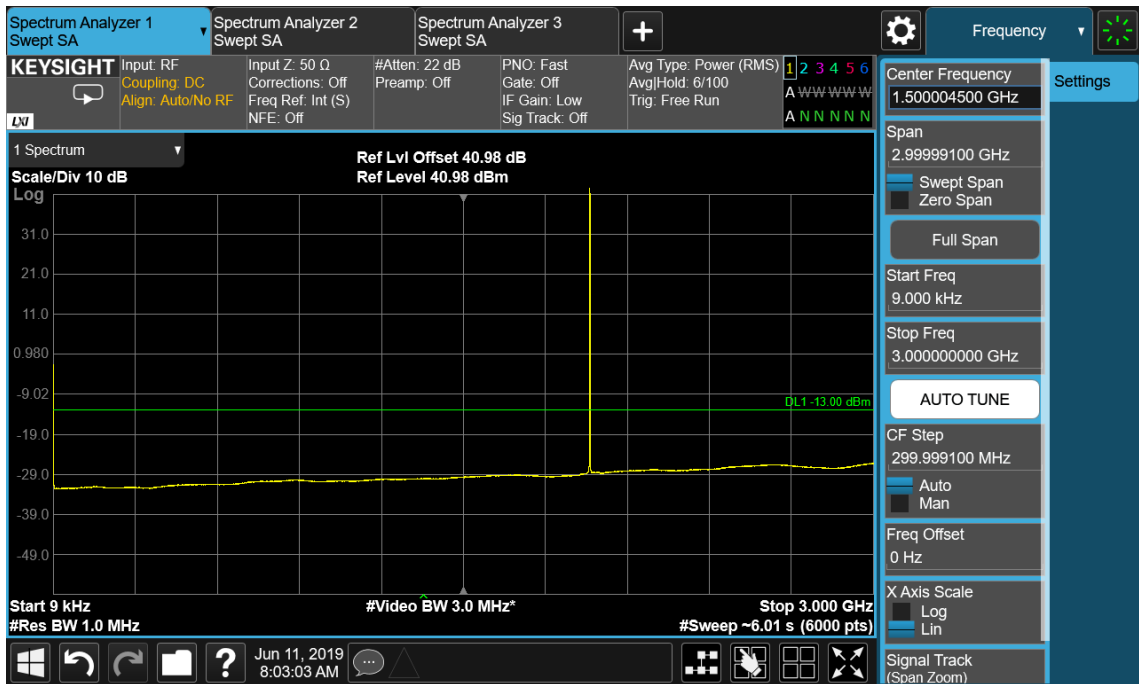 Spectrum Analyzer 1
Swept SA
Spectrum Analyzer 2
Swept SA
Spectrum Analyzer 3
Swept SA
+
Frequency
KEYSIGHT
LXI
Input: RF
Coupling: DC
Align: Auto/No RF
Input Z: 50 Ω
Corrections: Off
Freq Ref: Int (S)
NFE: Off
#Atten: 22 dB
Preamp: Off
PNO: Fast
Gate: Off
IF Gain: Low
Sig Track: Off
Avg Type: Power (RMS)
Avg|Hold: 6/100
Trig: Free Run
1 2 3 4 5 6
A W W W W W
A N N N N N
1 Spectrum
Scale/Div 10 dB
Log
Ref Lvl Offset 40.98 dB
Ref Level 40.98 dBm
31.0
21.0
11.0
0.980
-9.02
-19.0
-29.0
-39.0
-49.0
DL1 -13.00 dBm
Start 9 kHz
#Res BW 1.0 MHz
#Video BW 3.0 MHz*
Stop 3.000 GHz
#Sweep ~6.01 s (6000 pts)
Center Frequency
1.500004500 GHz
Span
2.99999100 GHz
Swept Span
Zero Span
Full Span
Start Freq
9.000 kHz
Stop Freq
3.000000000 GHz
AUTO TUNE
CF Step
299.999100 MHz
Auto
Man
Freq Offset
0 Hz
X Axis Scale
Log
Lin
Signal Track
(Span Zoom)
Settings
?
Jun 11, 2019
8:03:03 AM